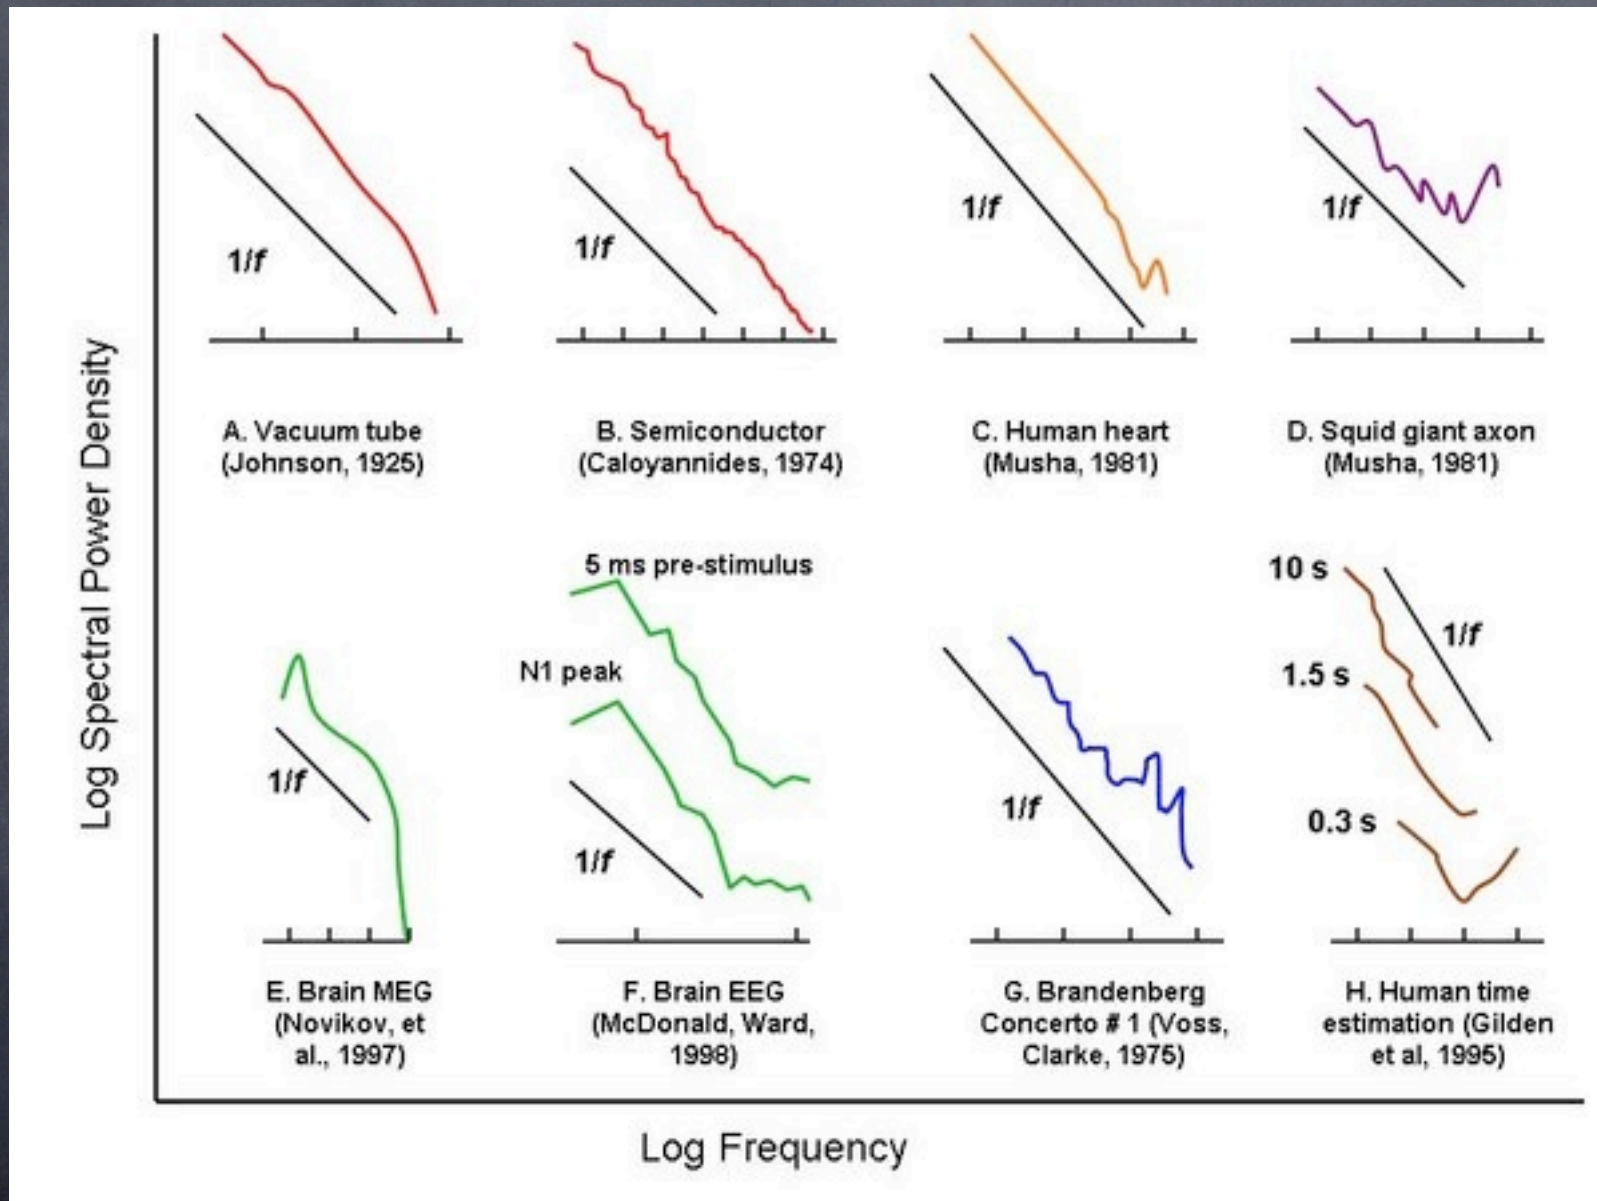 Log Spectral Power Density
1/f
1/f
1/f
1/f
A. Vacuum tube
(Johnson, 1925)
B. Semiconductor
(Caloyannides, 1974)
C. Human heart
(Musha, 1981)
D. Squid giant axon
(Musha, 1981)
1/f
E. Brain MEG
(Novikov, et
al., 1997)
5 ms pre-stimulus
N1 peak
1/f
F. Brain EEG
(McDonald, Ward,
1998)
1/f
G. Brandenberg
Concerto # 1 (Voss,
Clarke, 1975)
10 s
1/f
1.5 s
0.3 s
H. Human time
estimation (Gilden
et al, 1995)
Log Frequency